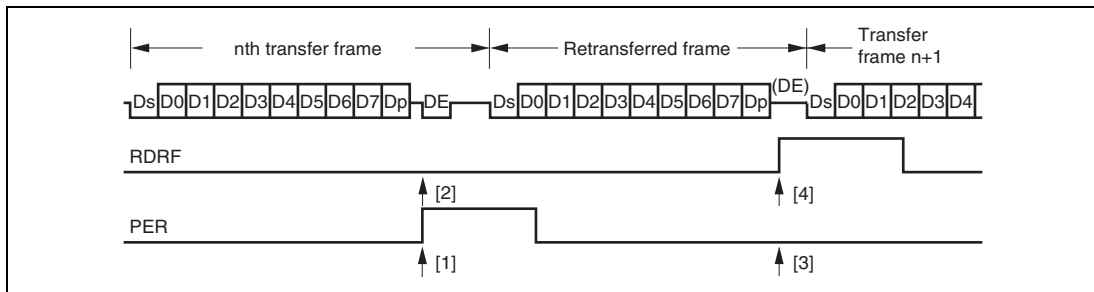 nth transfer frame
Retransferred frame
Transfer
frame n+1
Ds D0 D1 D2 D3 D4 D5 D6 D7 Dp DE Ds D0 D1 D2 D3 D4 D5 D6 D7 Dp (DE) Ds D0 D1 D2 D3 D4
RDRF
[2] [4]
PER
[1] [3]